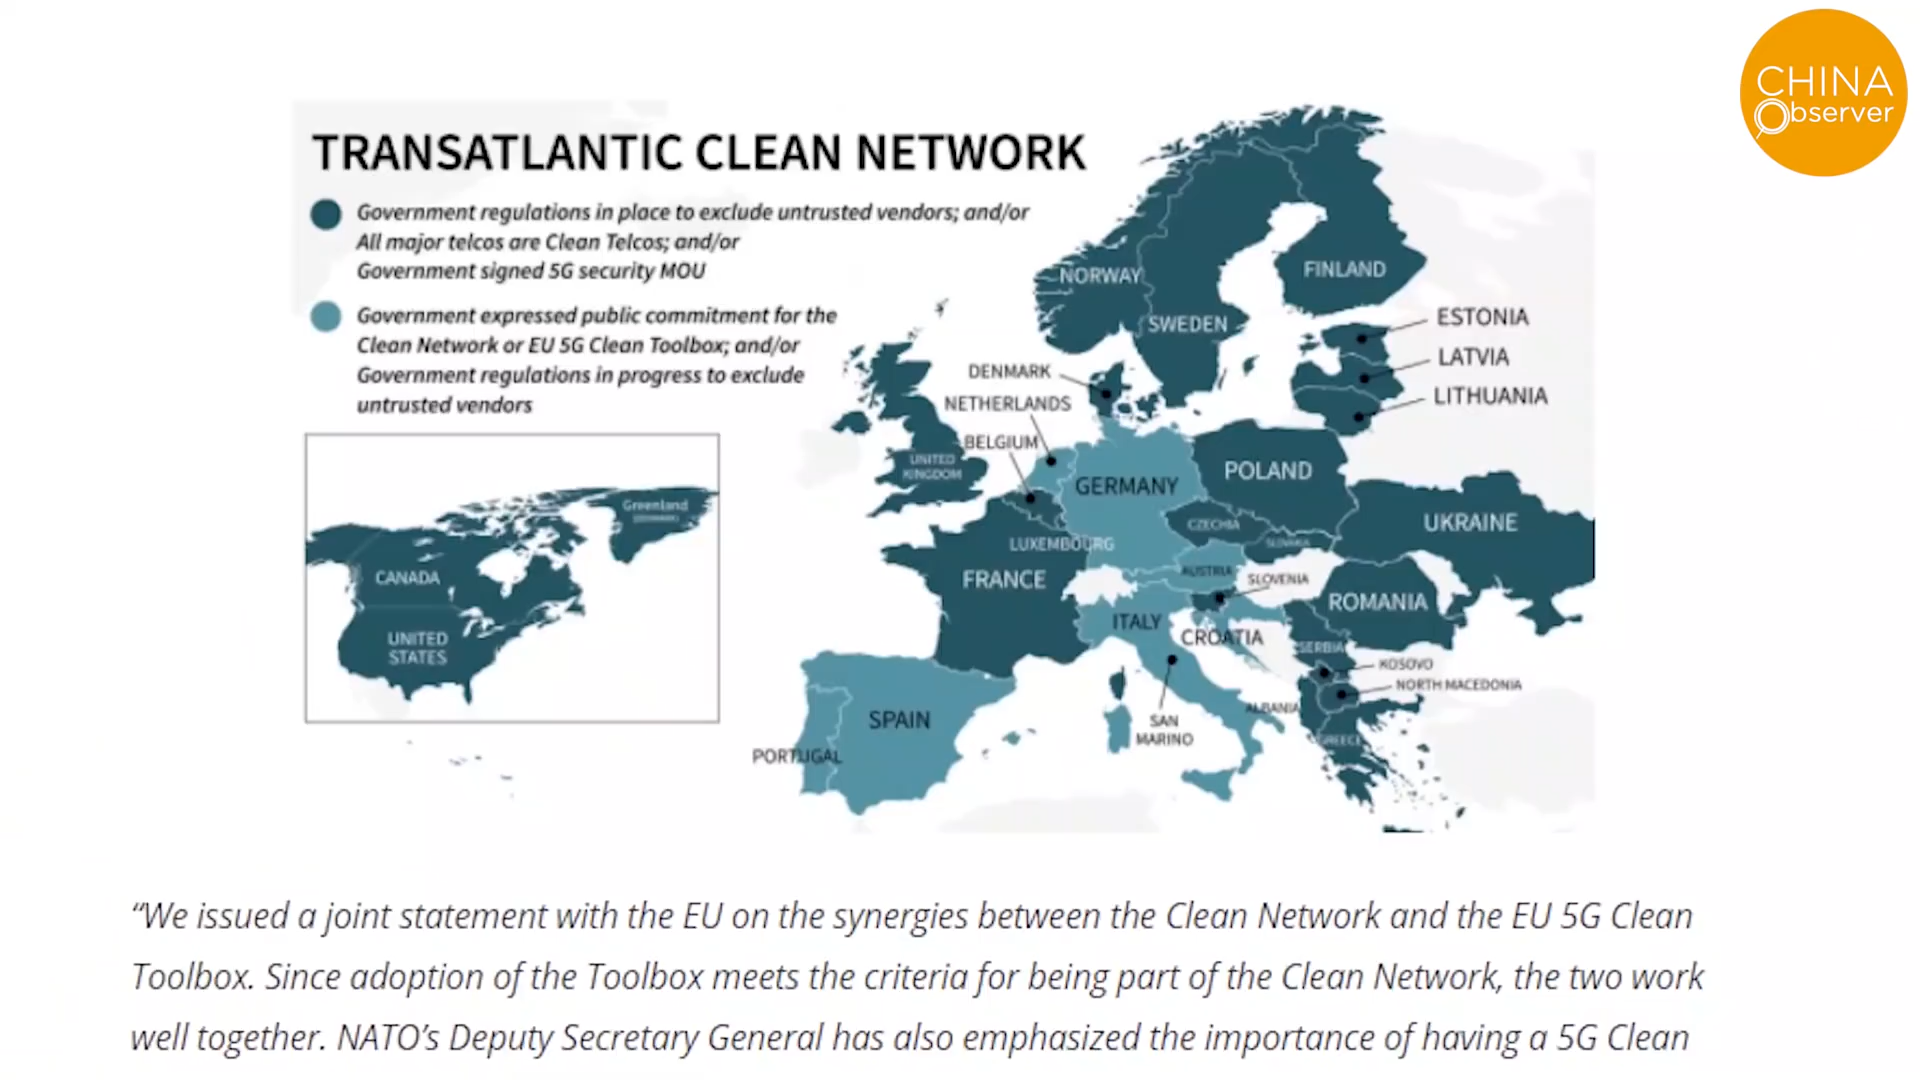 CHINA
Observer
TRANSATLANTIC CLEAN NETWORK
Government regulations in place to exclude untrusted vendors; and/or
All major telcos are Clean Telcos; and/or
Government signed 5G security MOU
Government expressed public commitment for the
Clean Network or EU 5G Clean Toolbox; and/or
Government regulations in progress to exclude
untrusted vendors
NORWAY
FINLAND
SWEDEN
ESTONIA
LATVIA
LITHUANIA
DENMARK
NETHERLANDS
BELGIUM
UNITED
KINGDOM
GERMANY
POLAND
UKRAINE
CZECHIA
SLOVAKIA
LUXEMBOURG
FRANCE
AUSTRIA
SLOVENIA
ROMANIA
ITALY
CROATIA
SERBIA
KOSOVO
NORTH MACEDONIA
ALBANIA
GREECE
SAN
MARINO
SPAIN
PORTUGAL
Greenland
CANADA
UNITED
STATES
“We issued a joint statement with the EU on the synergies between the Clean Network and the EU 5G Clean
Toolbox. Since adoption of the Toolbox meets the criteria for being part of the Clean Network, the two work
well together. NATO’s Deputy Secretary General has also emphasized the importance of having a 5G Clean